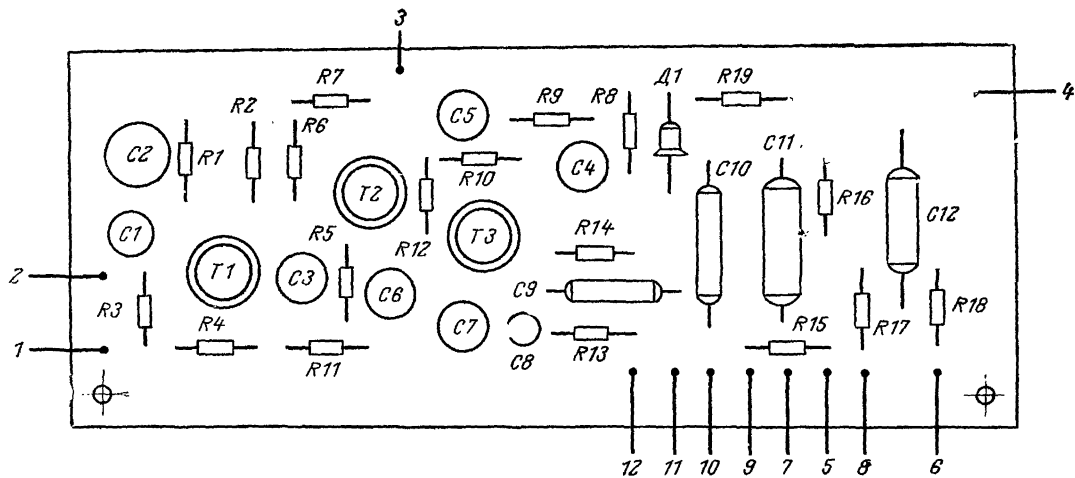 3
R7
R2
R6
C5
R9
R8
Д1
R19
4
C2
R1
R10
C4
C10
C11
R16
C12
T2
C1
R5
R12
T3
R14
2
T1
C3
C6
C9
R3
R4
R11
C7
C8
R13
R15
R17
R18
1
12 11 10 9 7 5 8 6